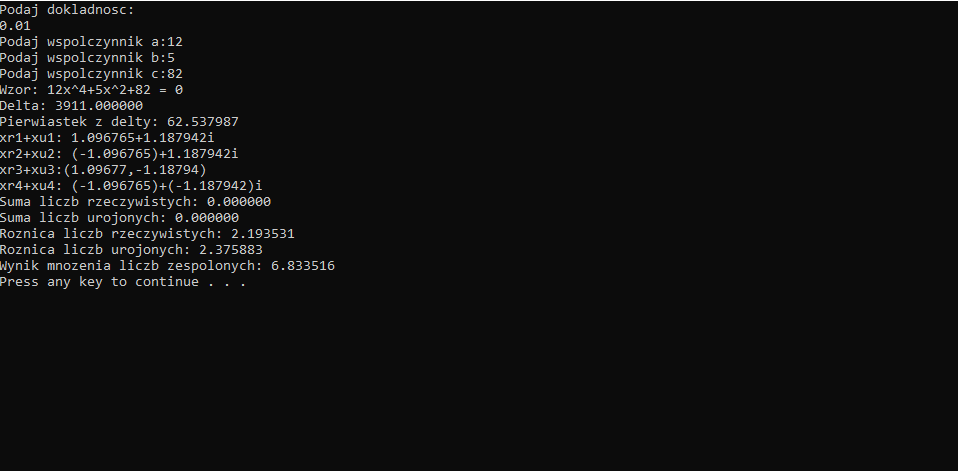 Podaj dokladnosc:
0.01
Podaj wspolczynnik a:12
Podaj wspolczynnik b:5
Podaj wspolczynnik c:82
Wzor: 12x^4+5x^2+82 = 0
Delta: 3911.000000
Pierwiastek z delty: 62.537987
xr1+xu1: 1.096765+1.187942i
xr2+xu2: (-1.096765)+1.187942i
xr3+xu3:(1.09677,-1.18794)
xr4+xu4: (-1.096765)+(-1.187942)i
Suma liczb rzeczywistych: 0.000000
Suma liczb urojonych: 0.000000
Roznica liczb rzeczywistych: 2.193531
Roznica liczb urojonych: 2.375883
Wynik mnozenia liczb zespolonych: 6.833516
Press any key to continue . . .